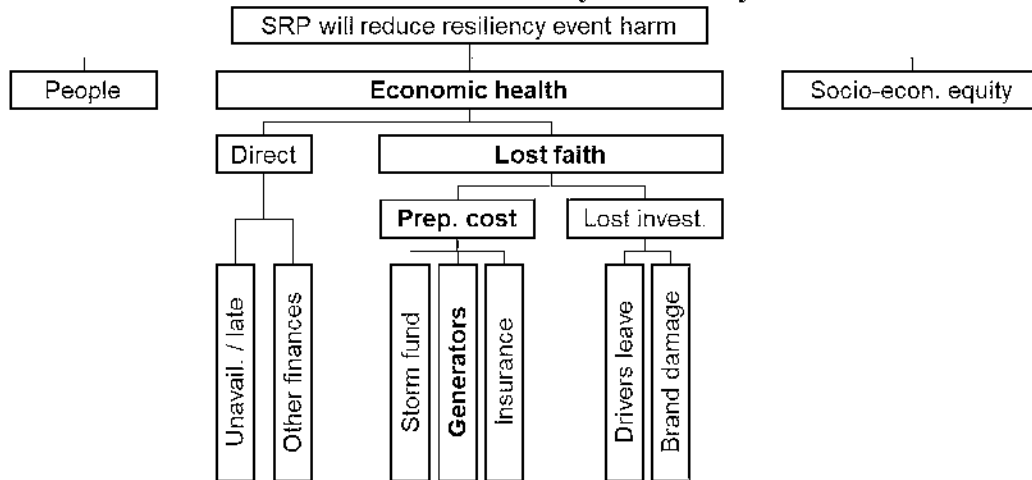 SRP will reduce resiliency event harm
People
Economic health
Socio-econ. equity
Direct
Lost faith
Prep. cost
Lost invest.
Unavail. / late
Other finances
Storm fund
Generators
Insurance
Drivers leave
Brand damage